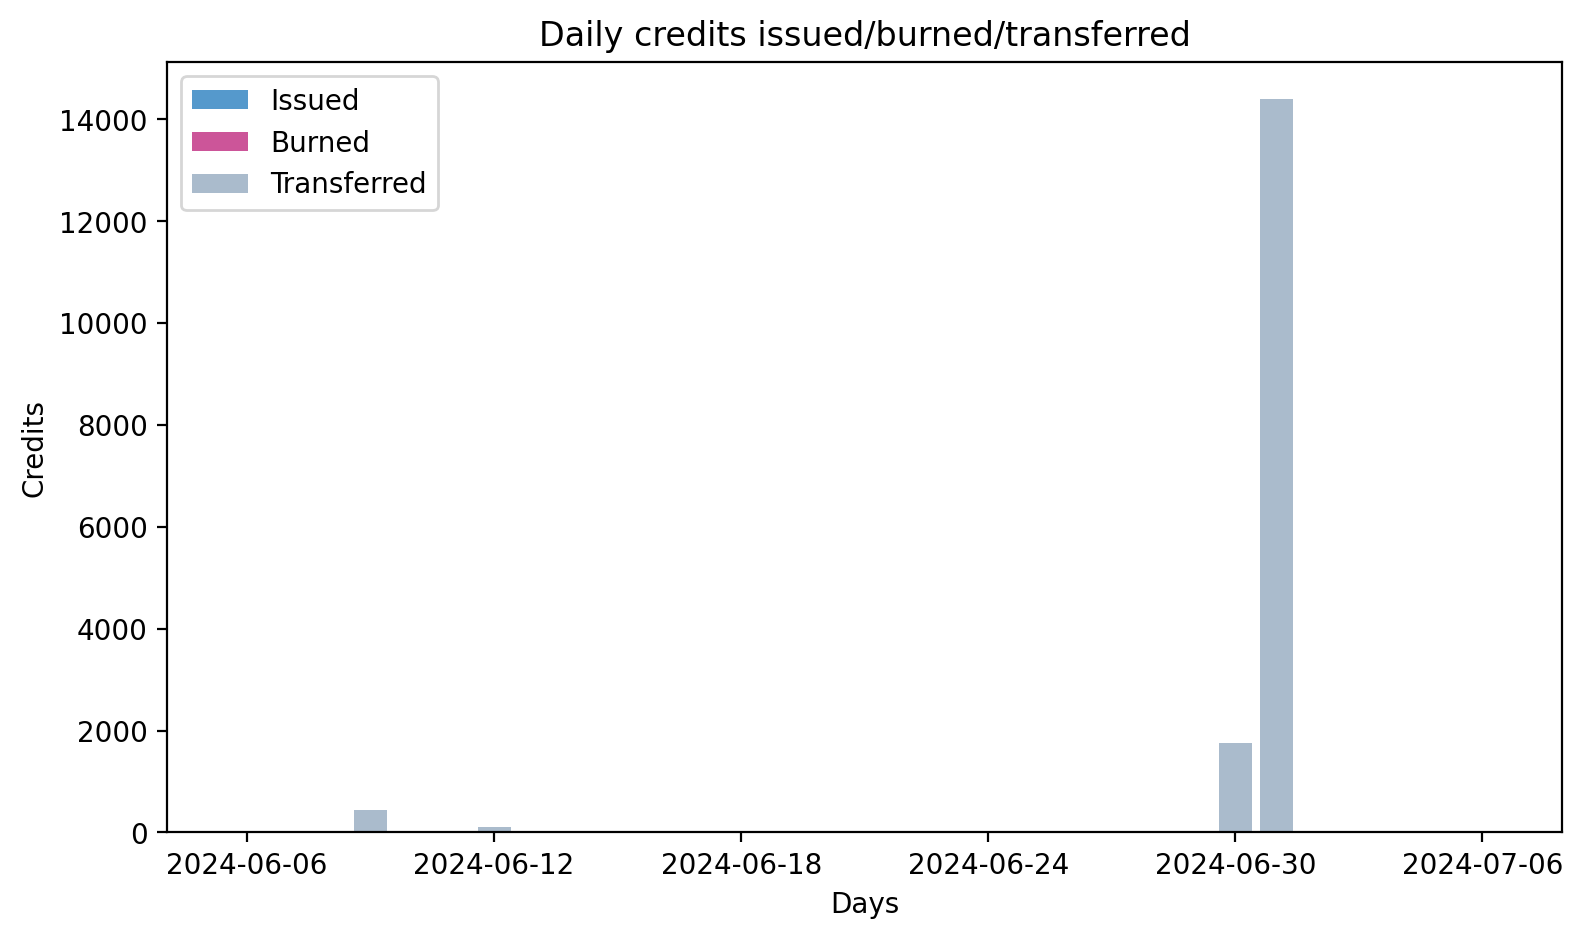 Daily credits issued/burned/transferred
Issued
Burned
Transferred
14000
12000
10000
8000
6000
4000
2000
0
Credits
2024-06-06 2024-06-12 2024-06-18 2024-06-24 2024-06-30 2024-07-06
Days